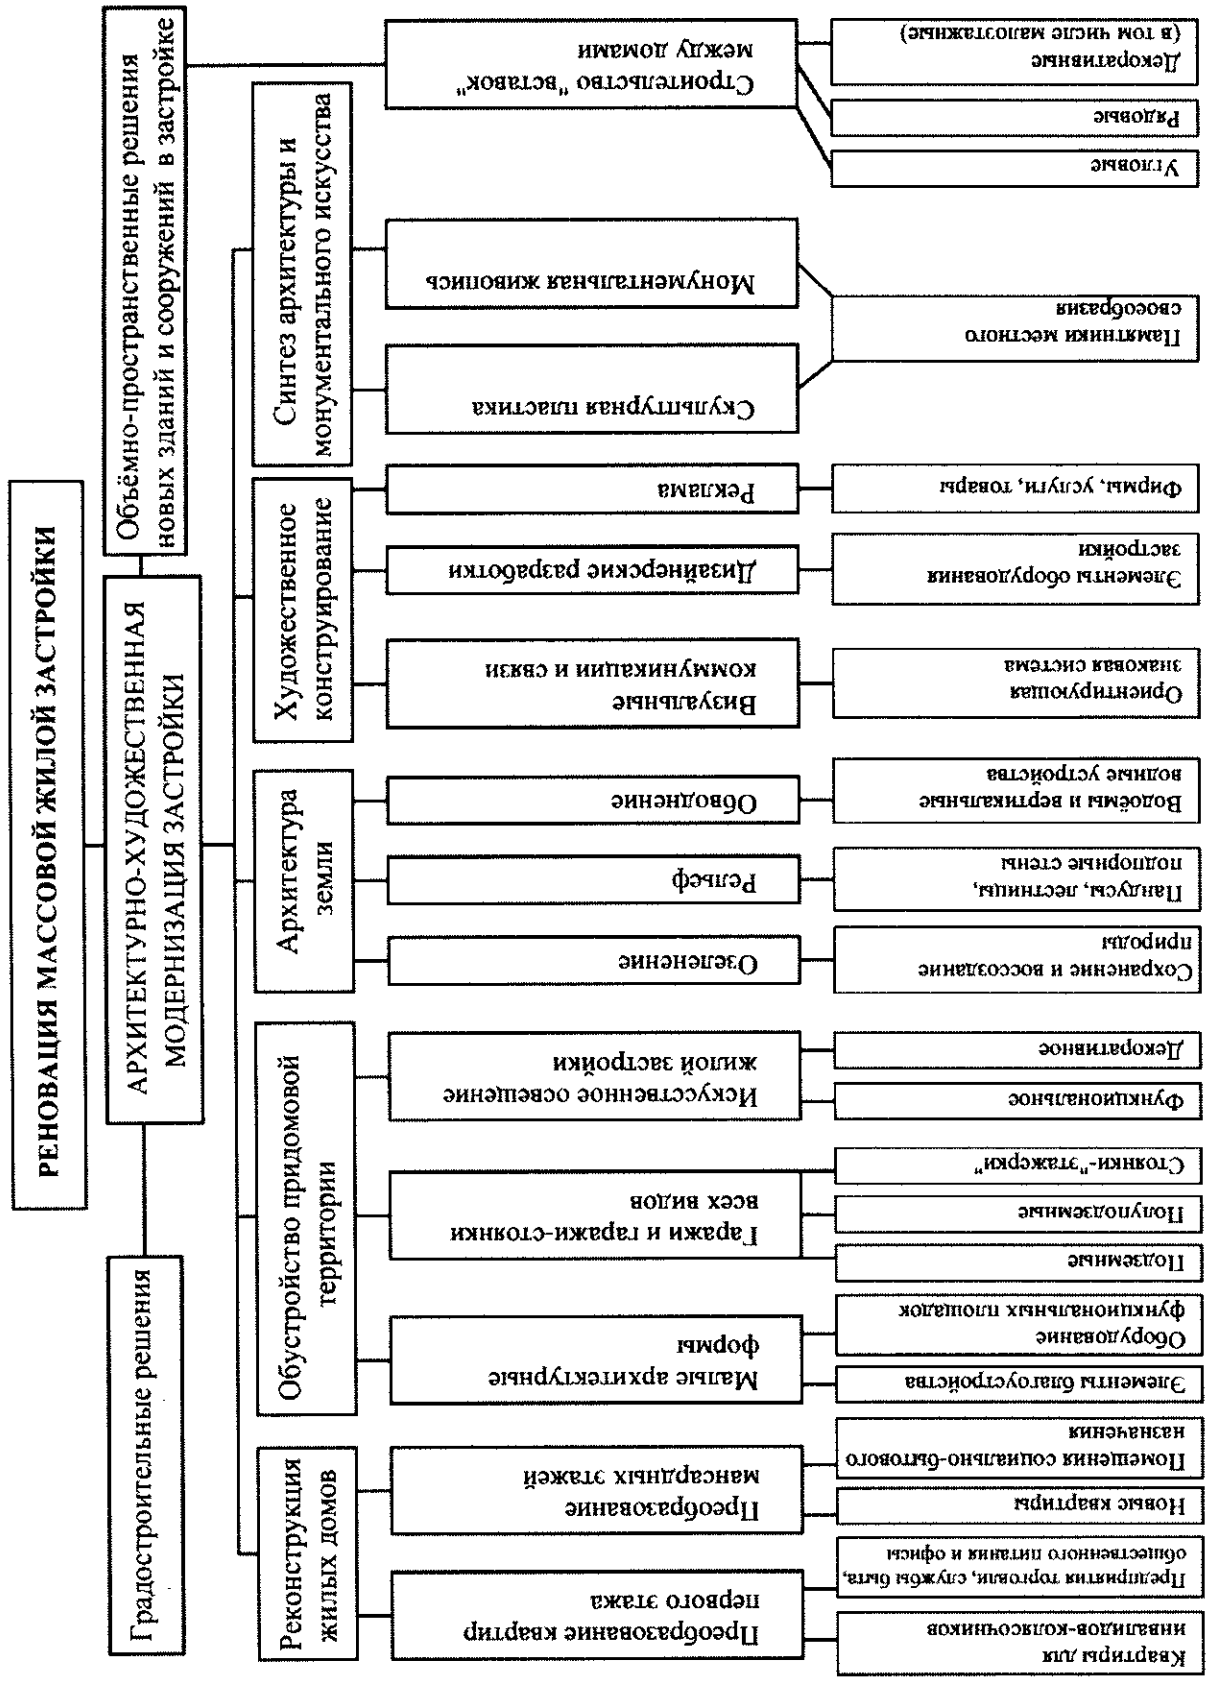 РЕНОВАЦИЯ МАССОВОЙ ЖИЛОЙ ЗАСТРОЙКИ
Градостроительные решения
АРХИТЕКТУРНО-ХУДОЖЕСТВЕННАЯ
МОДЕРНИЗАЦИЯ ЗАСТРОЙКИ
Объёмно-пространственные решения
новых зданий и сооружений в застройке
Реконструкция
жилых домов
Обустройство придомовой
территории
Архитектура
земли
Художественное
конструирование
Синтез архитектуры и
монументального искусства
Преобразование квартир
первого этажа
Преобразование
мансардных этажей
Малые архитектурные
формы
Гаражи и гаражи-стоянки
всех видов
Искусственное освещение
жилой застройки
Озеленение
Рельеф
Обводнение
Визуальные
коммуникации и связи
Дизайнерские разработки
Реклама
Скульптурная пластика
Монументальная живопись
Строительство "вставок"
между домами
Квартиры для
инвалидов-колясочников
Предприятия торговли, службы быта,
общественного питания и офисы
Новые квартиры
Помещения социально-бытового
назначения
Элементы благоустройства
Оборудование
функциональных площадок
Подземные
Полуподземные
Стоянки-"этажерки"
Функциональное
Декоративное
Сохранение и воссоздание
природы
Пандусы, лестницы,
подпорные стены
Водоёмы и вертикальные
водные устройства
Ориентирующая
знаковая система
Элементы оборудования
застройки
Фирмы, услуги, товары
Памятники местного
своеобразия
Угловые
Рядовые
Декоративные
(в том числе малоэтажные)